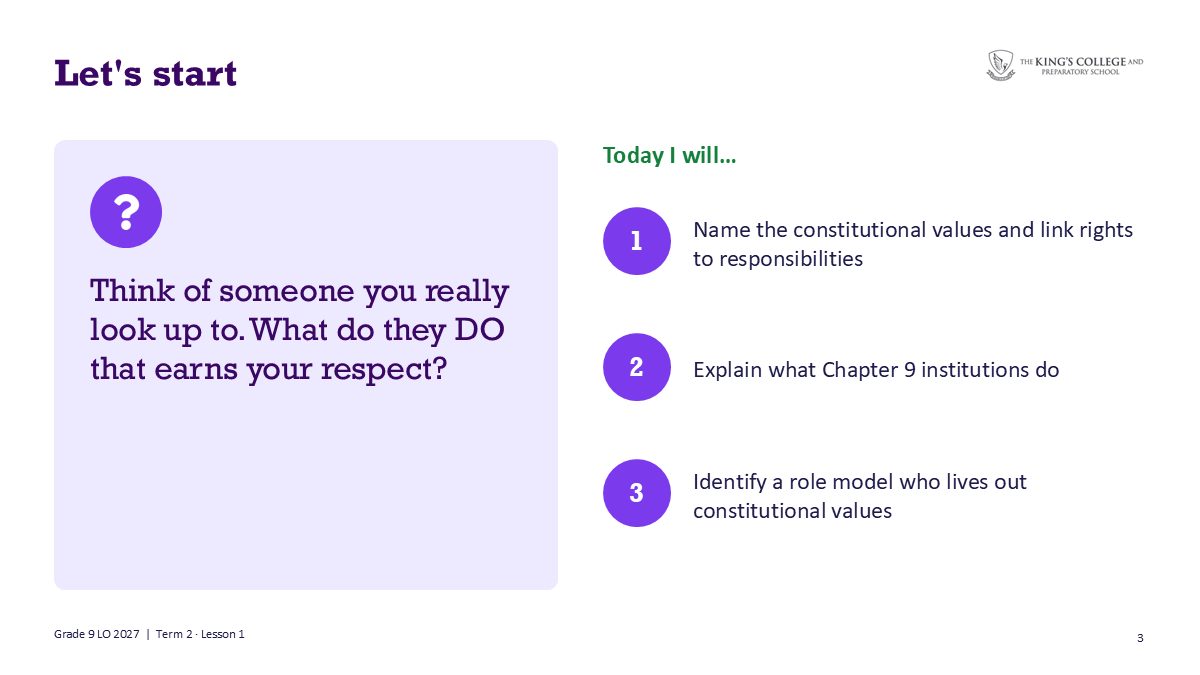 Let's start
THE KING'S COLLEGE AND
PREPARATORY SCHOOL
?
Think of someone you really
look up to. What do they DO
that earns your respect?
Today I will...
1
Name the constitutional values and link rights
to responsibilities
2
Explain what Chapter 9 institutions do
3
Identify a role model who lives out
constitutional values
Grade 9 LO 2027 | Term 2 · Lesson 1
3